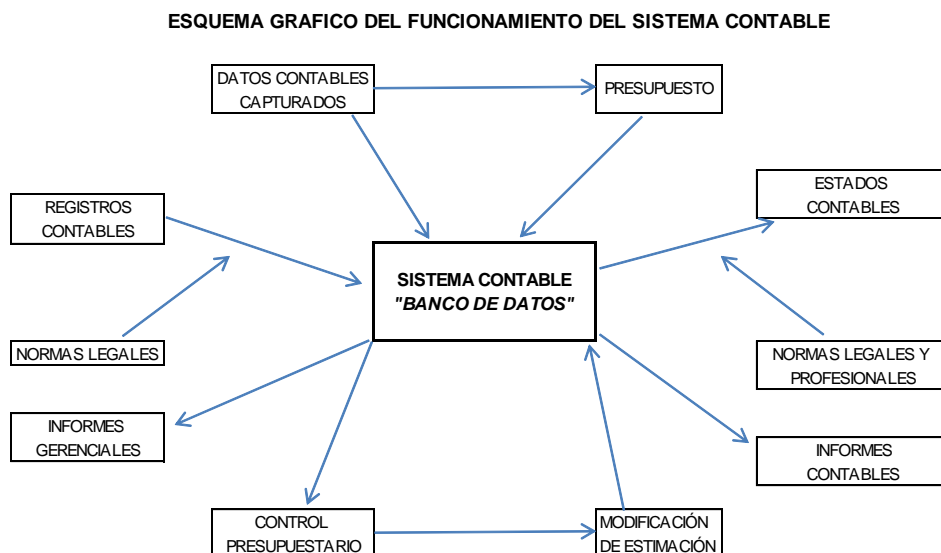 ESQUEMA GRAFICO DEL FUNCIONAMIENTO DEL SISTEMA CONTABLE
DATOS CONTABLES
CAPTURADOS
PRESUPUESTO
REGISTROS
CONTABLES
ESTADOS
CONTABLES
SISTEMA CONTABLE
"BANCO DE DATOS"
NORMAS LEGALES
NORMAS LEGALES Y
PROFESIONALES
INFORMES
GERENCIALES
INFORMES
CONTABLES
CONTROL
PRESUPUESTARIO
MODIFICACIÓN
DE ESTIMACIÓN